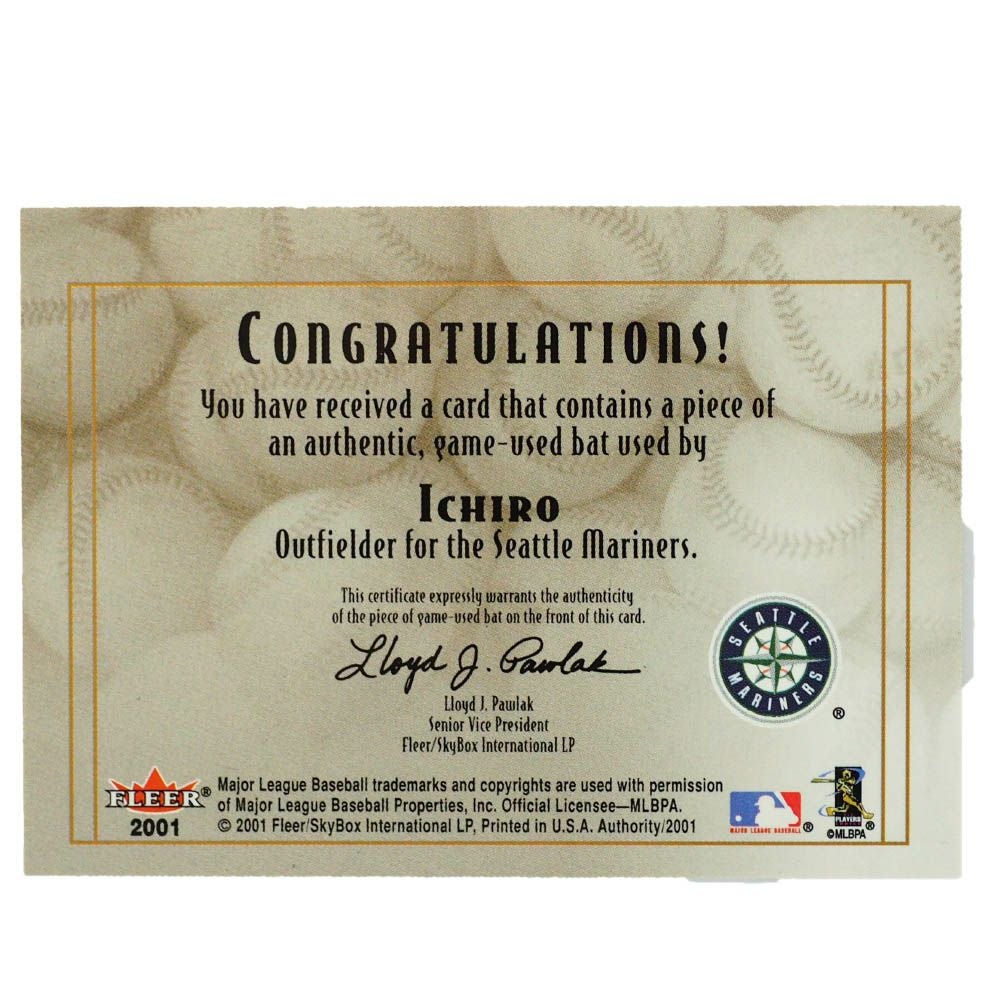 CONGRATULATIONS!
You have received a card that contains a piece of
an authentic, game-used bat used by
ICHIRO
Outfielder for the Seattle Mariners.
This certificate expressly warrants the authenticity
of the piece of game-used bat on the front of this card.
Lloyd J. Pawlak
Lloyd J. Pawlak
Senior Vice President
Fleer/SkyBox International LP
SEATTLE
MARINERS
®
FLEER®
2001
Major League Baseball trademarks and copyrights are used with permission
of Major League Baseball Properties, Inc. Official Licensee—MLBPA.
© 2001 Fleer/SkyBox International LP, Printed in U.S.A. Authority/2001
MAJOR LEAGUE BASEBALL®
PLAYERS
®
©MLBPA